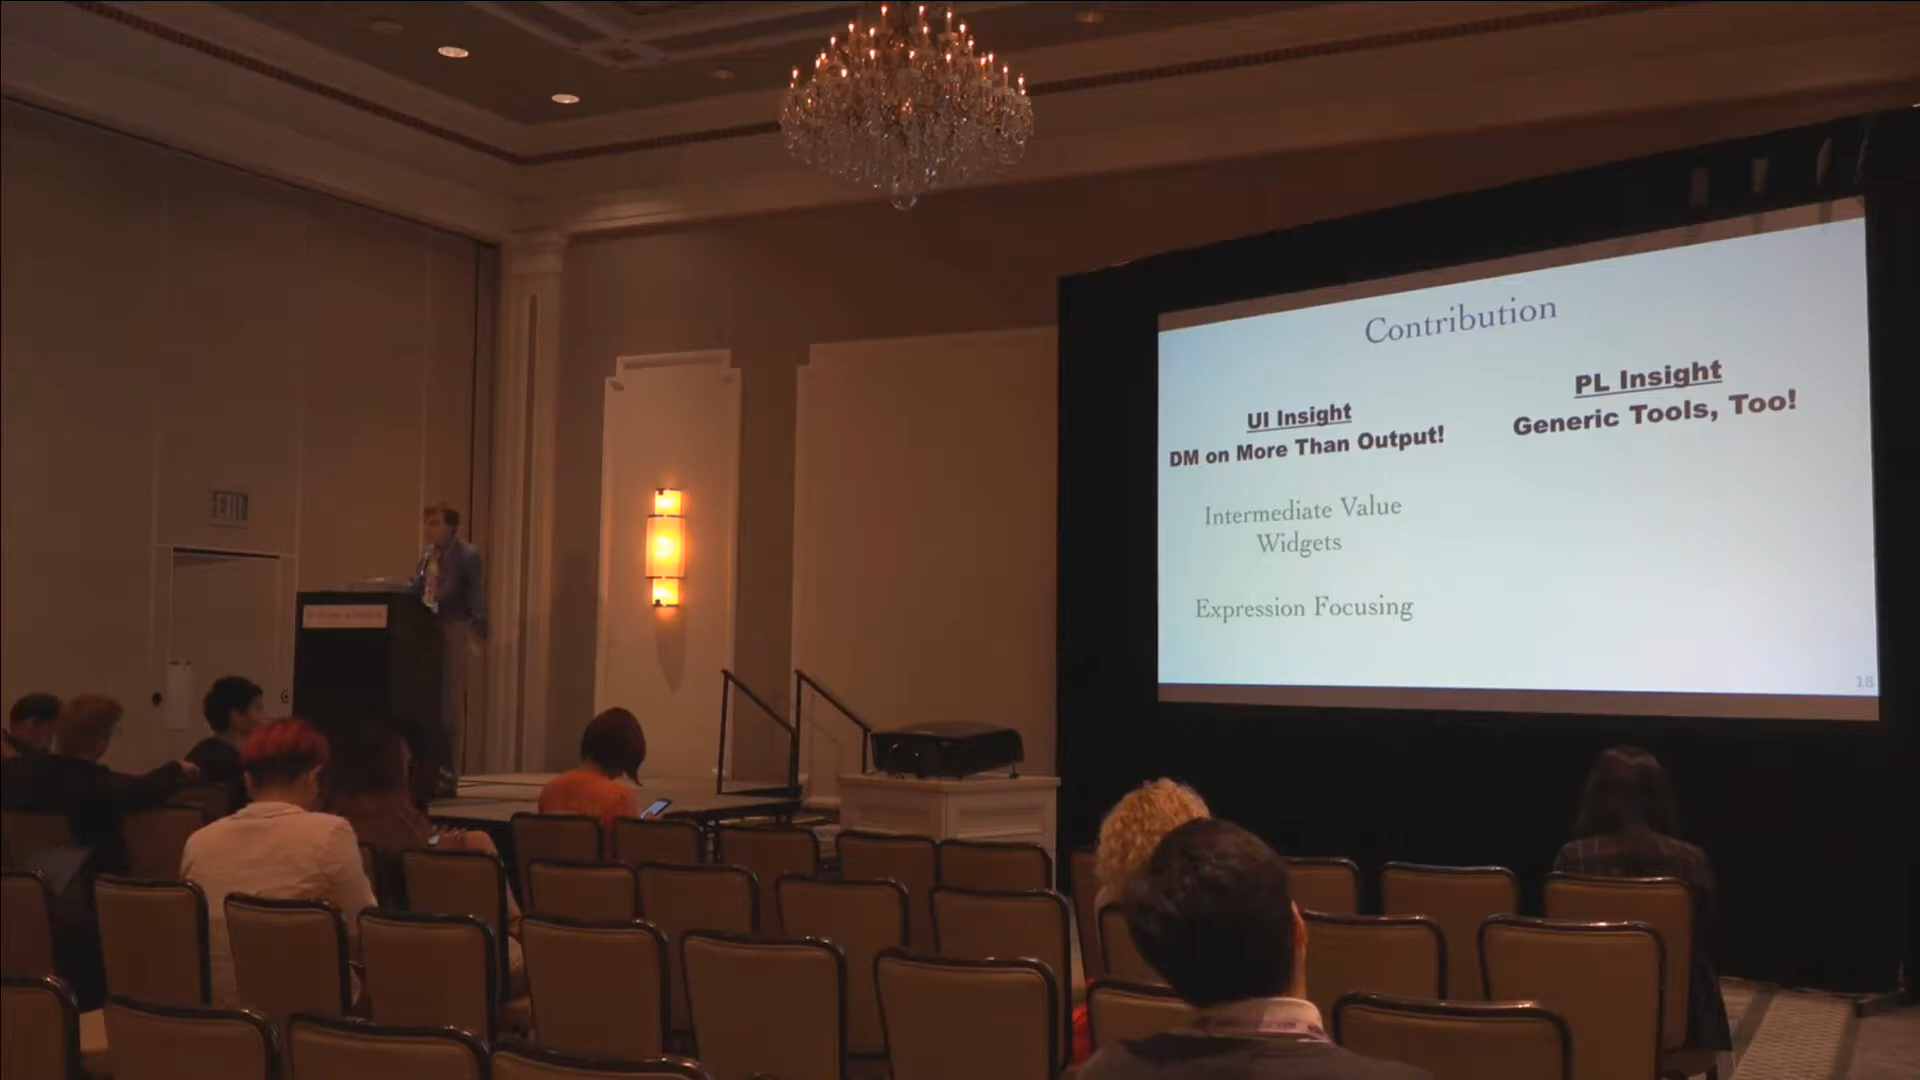 Contribution
UI Insight
DM on More Than Output!
Intermediate Value
Widgets
Expression Focusing
PL Insight
Generic Tools, Too!
18
EXIT